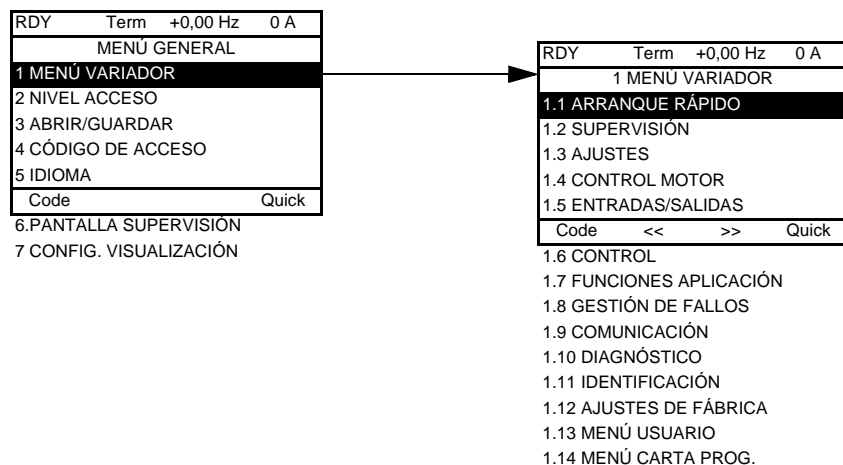 RDY Term +0,00 Hz 0 A
MENÚ GENERAL
1 MENÚ VARIADOR
2 NIVEL ACCESO
3 ABRIR/GUARDAR
4 CÓDIGO DE ACCESO
5 IDIOMA
Code Quick
6.PANTALLA SUPERVISIÓN
7 CONFIG. VISUALIZACIÓN
RDY Term +0,00 Hz 0 A
1 MENÚ VARIADOR
1.1 ARRANQUE RÁPIDO
1.2 SUPERVISIÓN
1.3 AJUSTES
1.4 CONTROL MOTOR
1.5 ENTRADAS/SALIDAS
Code << >> Quick
1.6 CONTROL
1.7 FUNCIONES APLICACIÓN
1.8 GESTIÓN DE FALLOS
1.9 COMUNICACIÓN
1.10 DIAGNÓSTICO
1.11 IDENTIFICACIÓN
1.12 AJUSTES DE FÁBRICA
1.13 MENÚ USUARIO
1.14 MENÚ CARTA PROG.